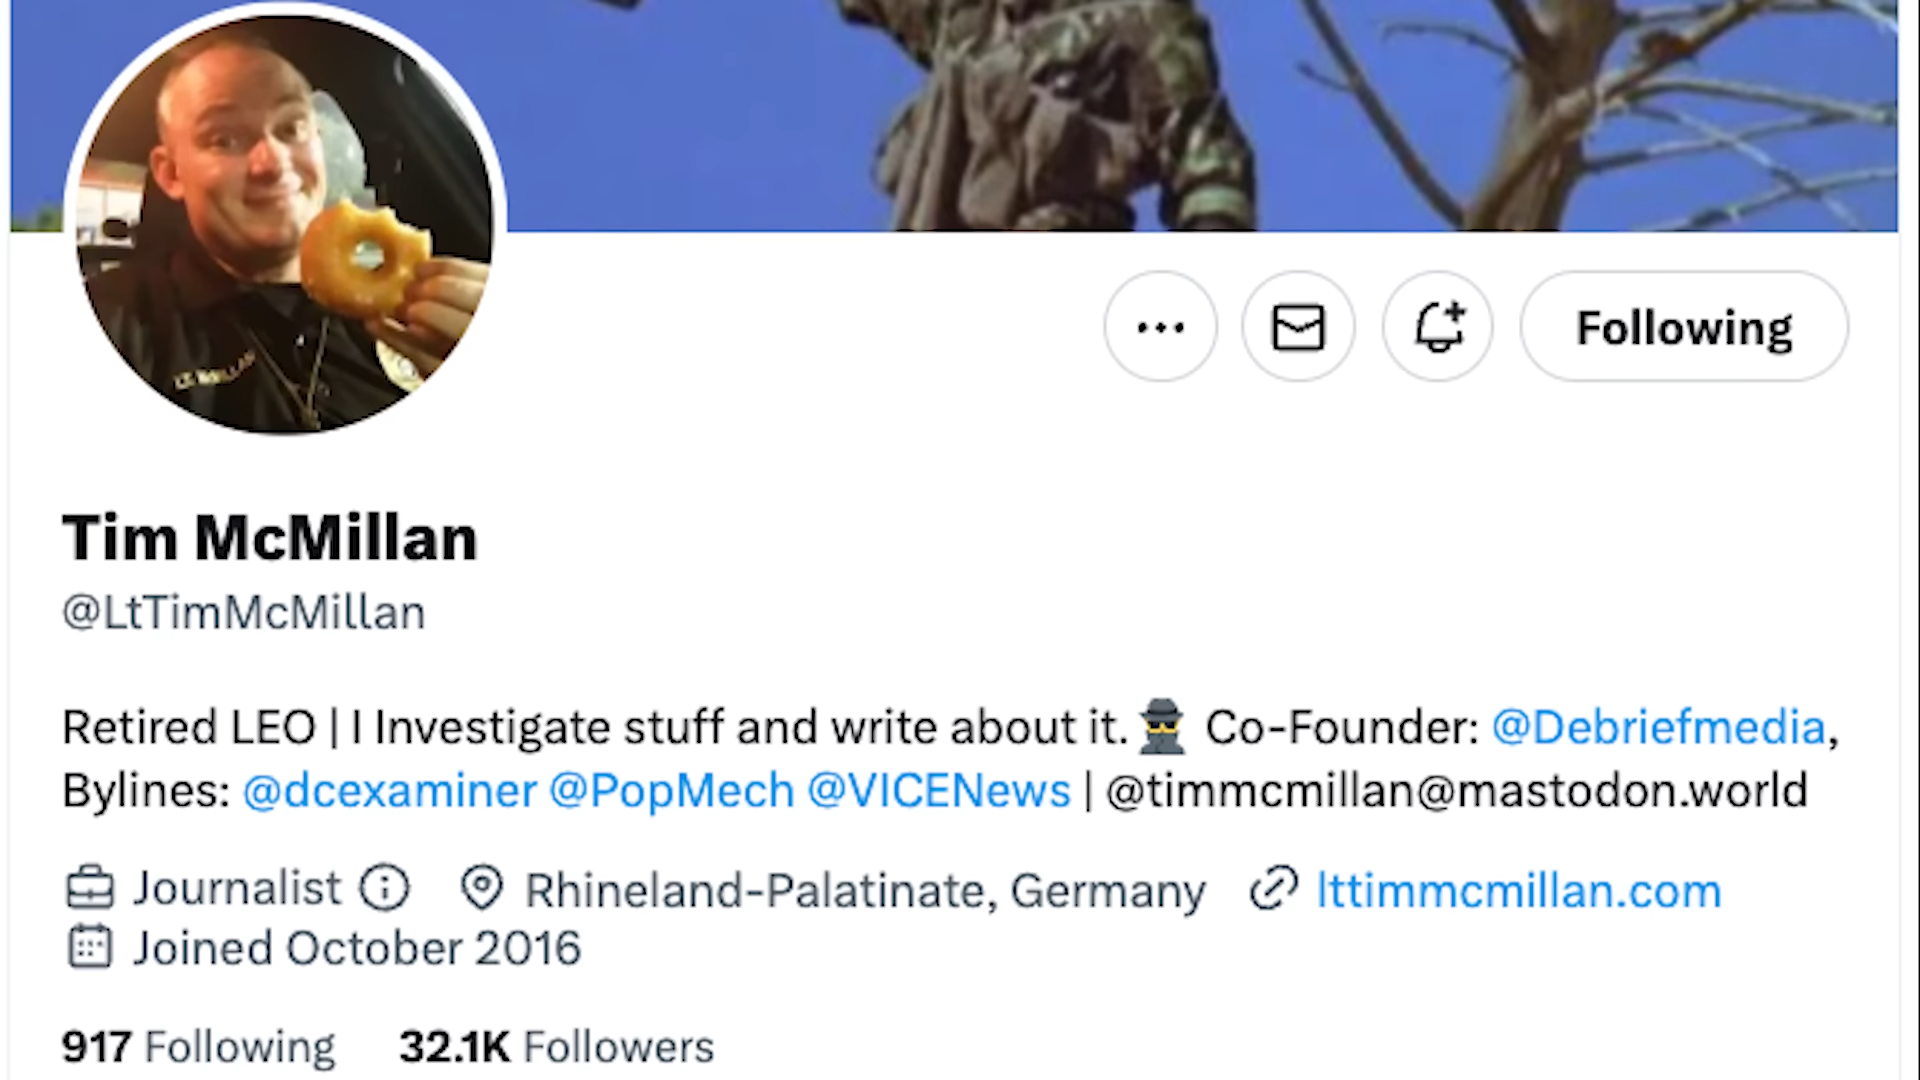 Following
Tim McMillan
@LtTimMcMillan
Retired LEO | I Investigate stuff and write about it.🕵️ Co-Founder: @Debriefmedia,
Bylines: @dcexaminer @PopMech @VICENews | @timmcmillan@mastodon.world
Journalist Rhineland-Palatinate, Germany lttimmcmillan.com
Joined October 2016
917 Following 32.1K Followers